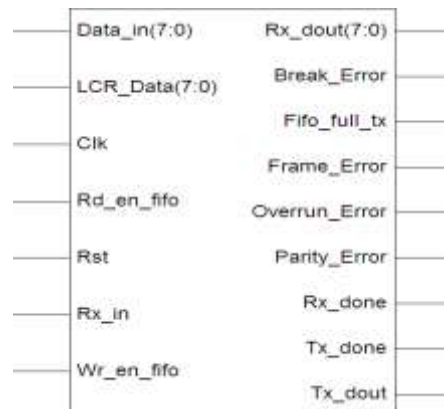 Data_in(7:0) Rx_dout(7:0)
LCR_Data(7:0) Break_Error
Fifo_full_tx
Clk Frame_Error
Rd_en_fifo Overrun_Error
Rst Parity_Error
Rx_in Rx_done
Tx_done
Wr_en_fifo Tx_dout